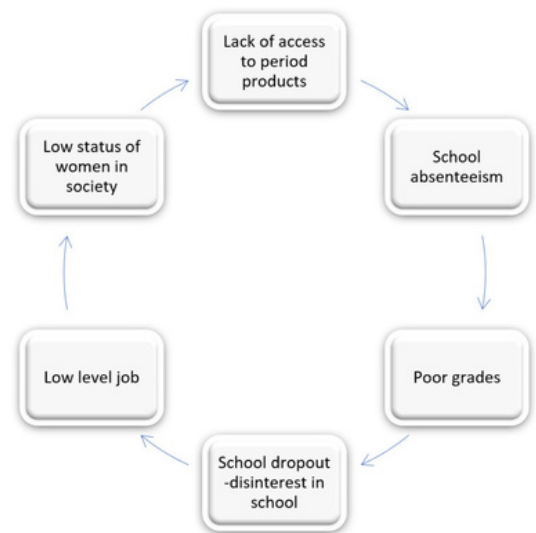 Lack of access
to period
products
School
absenteeism
Poor grades
School dropout
-disinterest in
school
Low level job
Low status of
women in
society